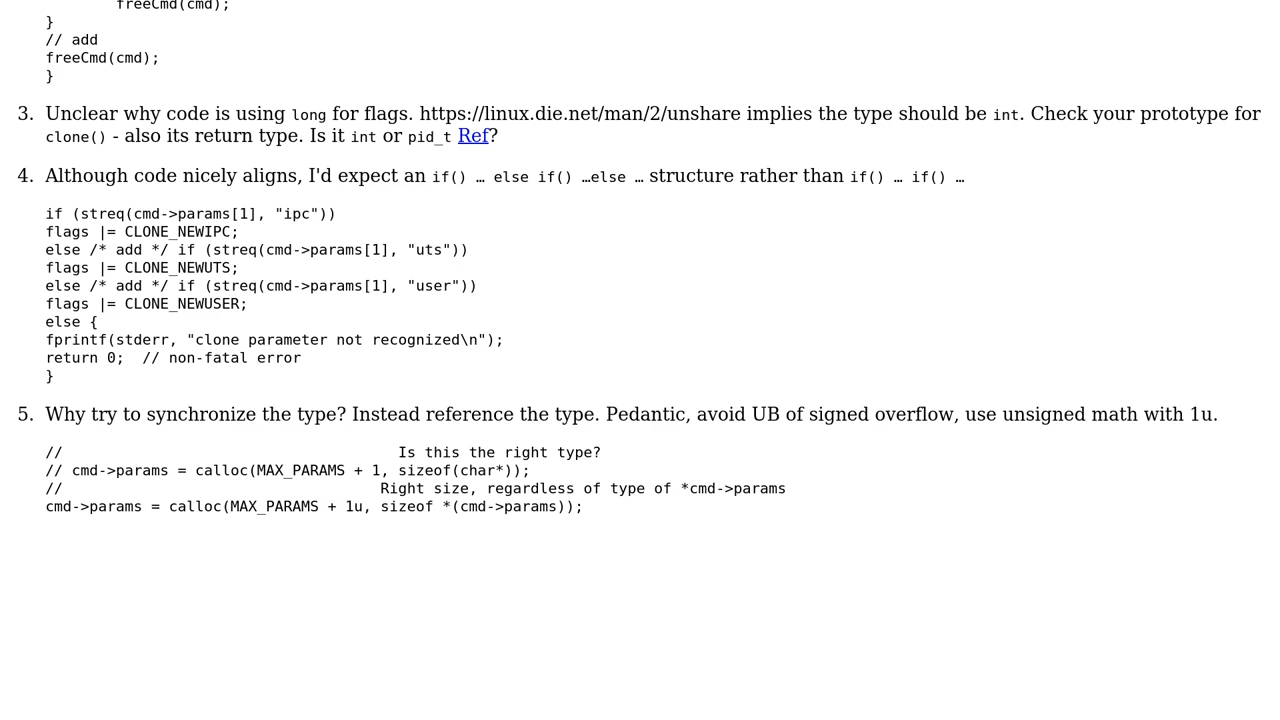 freeCmd(cmd);
}
// add
freeCmd(cmd);
}
3. Unclear why code is using long for flags. https://linux.die.net/man/2/unshare implies the type should be int. Check your prototype for
clone() - also its return type. Is it int or pid_t Ref?
4. Although code nicely aligns, I'd expect an if() … else if() …else … structure rather than if() … if() …
if (streq(cmd->params[1], "ipc"))
flags |= CLONE_NEWIPC;
else /* add */ if (streq(cmd->params[1], "uts"))
flags |= CLONE_NEWUTS;
else /* add */ if (streq(cmd->params[1], "user"))
flags |= CLONE_NEWUSER;
else {
fprintf(stderr, "clone parameter not recognized\n");
return 0;  // non-fatal error
}
5. Why try to synchronize the type? Instead reference the type. Pedantic, avoid UB of signed overflow, use unsigned math with 1u.
//                                      Is this the right type?
// cmd->params = calloc(MAX_PARAMS + 1, sizeof(char*));
//                                    Right size, regardless of type of *cmd->params
cmd->params = calloc(MAX_PARAMS + 1u, sizeof *(cmd->params));